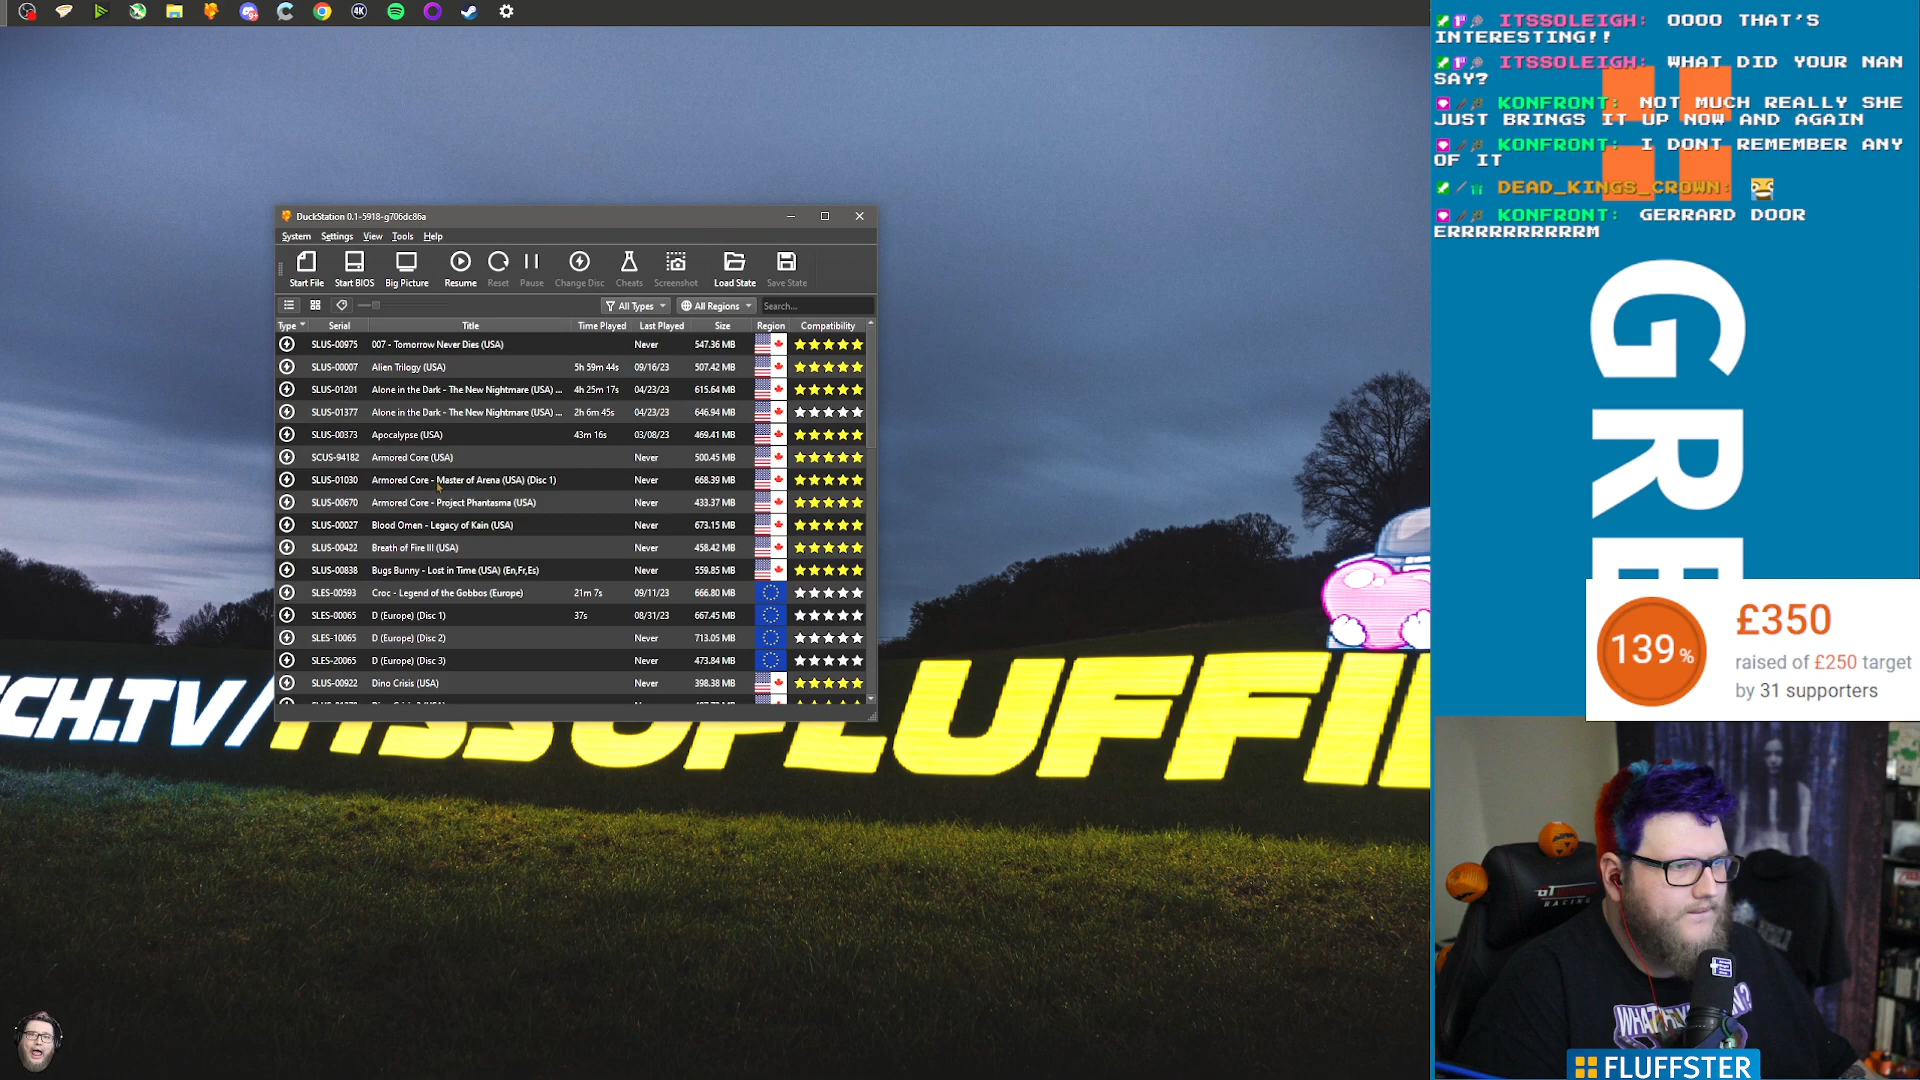 DuckStation 0.1-5918-g706dc86a
System Settings View Tools Help
Start File Start BIOS Big Picture Resume Reset Pause Change Disc Cheats Screenshot Load State Save State
All Types All Regions Search...
Type Serial Title Time Played Last Played Size Region Compatibility
SLUS-00975 007 - Tomorrow Never Dies (USA) Never 547.36 MB
SLUS-00007 Alien Trilogy (USA) 5h 59m 44s 09/16/23 507.42 MB
SLUS-01201 Alone in the Dark - The New Nightmare (USA) ... 4h 25m 17s 04/23/23 615.64 MB
SLUS-01377 Alone in the Dark - The New Nightmare (USA) ... 2h 6m 45s 04/23/23 646.94 MB
SLUS-00373 Apocalypse (USA) 43m 16s 03/08/23 469.41 MB
SCUS-94182 Armored Core (USA) Never 500.45 MB
SLUS-01030 Armored Core - Master of Arena (USA) (Disc 1) Never 668.39 MB
SLUS-00670 Armored Core - Project Phantasma (USA) Never 433.37 MB
SLUS-00027 Blood Omen - Legacy of Kain (USA) Never 673.15 MB
SLUS-00422 Breath of Fire III (USA) Never 458.42 MB
SLUS-00838 Bugs Bunny - Lost in Time (USA) (En,Fr,Es) Never 559.85 MB
SLES-00593 Croc - Legend of the Gobbos (Europe) 21m 7s 09/11/23 666.80 MB
SLES-00065 D (Europe) (Disc 1) 37s 08/31/23 667.45 MB
SLES-10065 D (Europe) (Disc 2) Never 713.05 MB
SLES-20065 D (Europe) (Disc 3) Never 473.84 MB
SLUS-00922 Dino Crisis (USA) Never 398.38 MB
ITSSOLEIGH: OOOO THAT'S
INTERESTING!!
ITSSOLEIGH: WHAT DID YOUR NAN
SAY?
KONFRONT: NOT MUCH REALLY SHE
JUST BRINGS IT UP NOW AND AGAIN
KONFRONT: I DONT REMEMBER ANY
OF IT
DEAD_KINGS_CROWN:
KONFRONT: GERRARD DOOR
ERRRRRRRRRRM
GRE
139%
£350
raised of £250 target
by 31 supporters
GT
RACING
FLUFFSTER